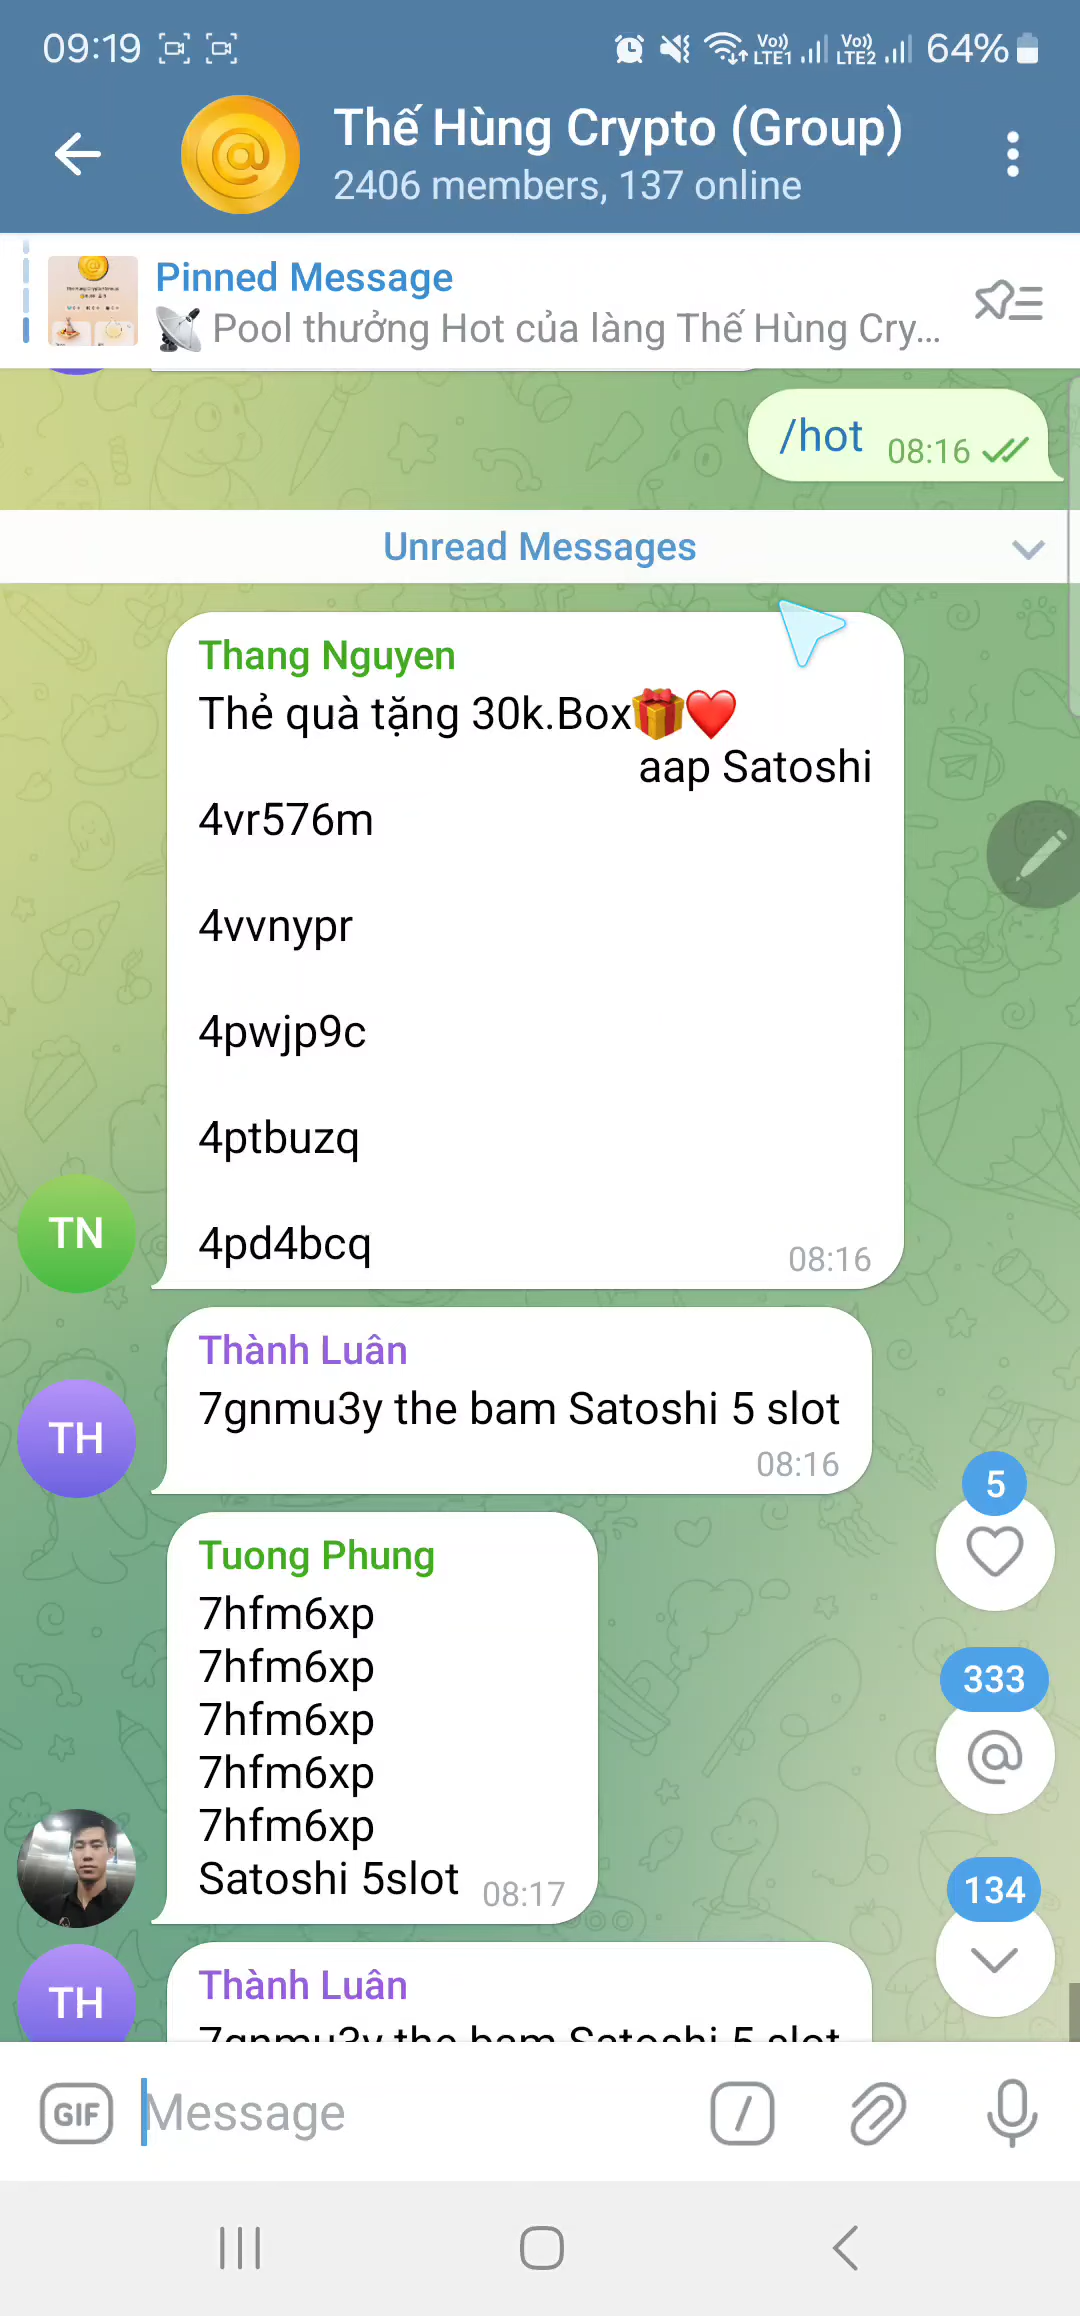 09:19
Vo)) LTE1 Vo)) LTE2 64%
Thế Hùng Crypto (Group)
2406 members, 137 online
Pinned Message
Pool thưởng Hot của làng Thế Hùng Cry...
/hot 08:16
Unread Messages
Thang Nguyen
Thẻ quà tặng 30k.Box🎁❤️
aap Satoshi
4vr576m
4vvnypr
4pwjp9c
4ptbuzq
4pd4bcq
08:16
TN
Thành Luân
7gnmu3y the bam Satoshi 5 slot
08:16
TH
5
Tuong Phung
7hfm6xp
7hfm6xp
7hfm6xp
7hfm6xp
7hfm6xp
Satoshi 5slot 08:17
333
134
Thành Luân
7gnmu3y the bam Satoshi 5 slot
TH
GIF Message